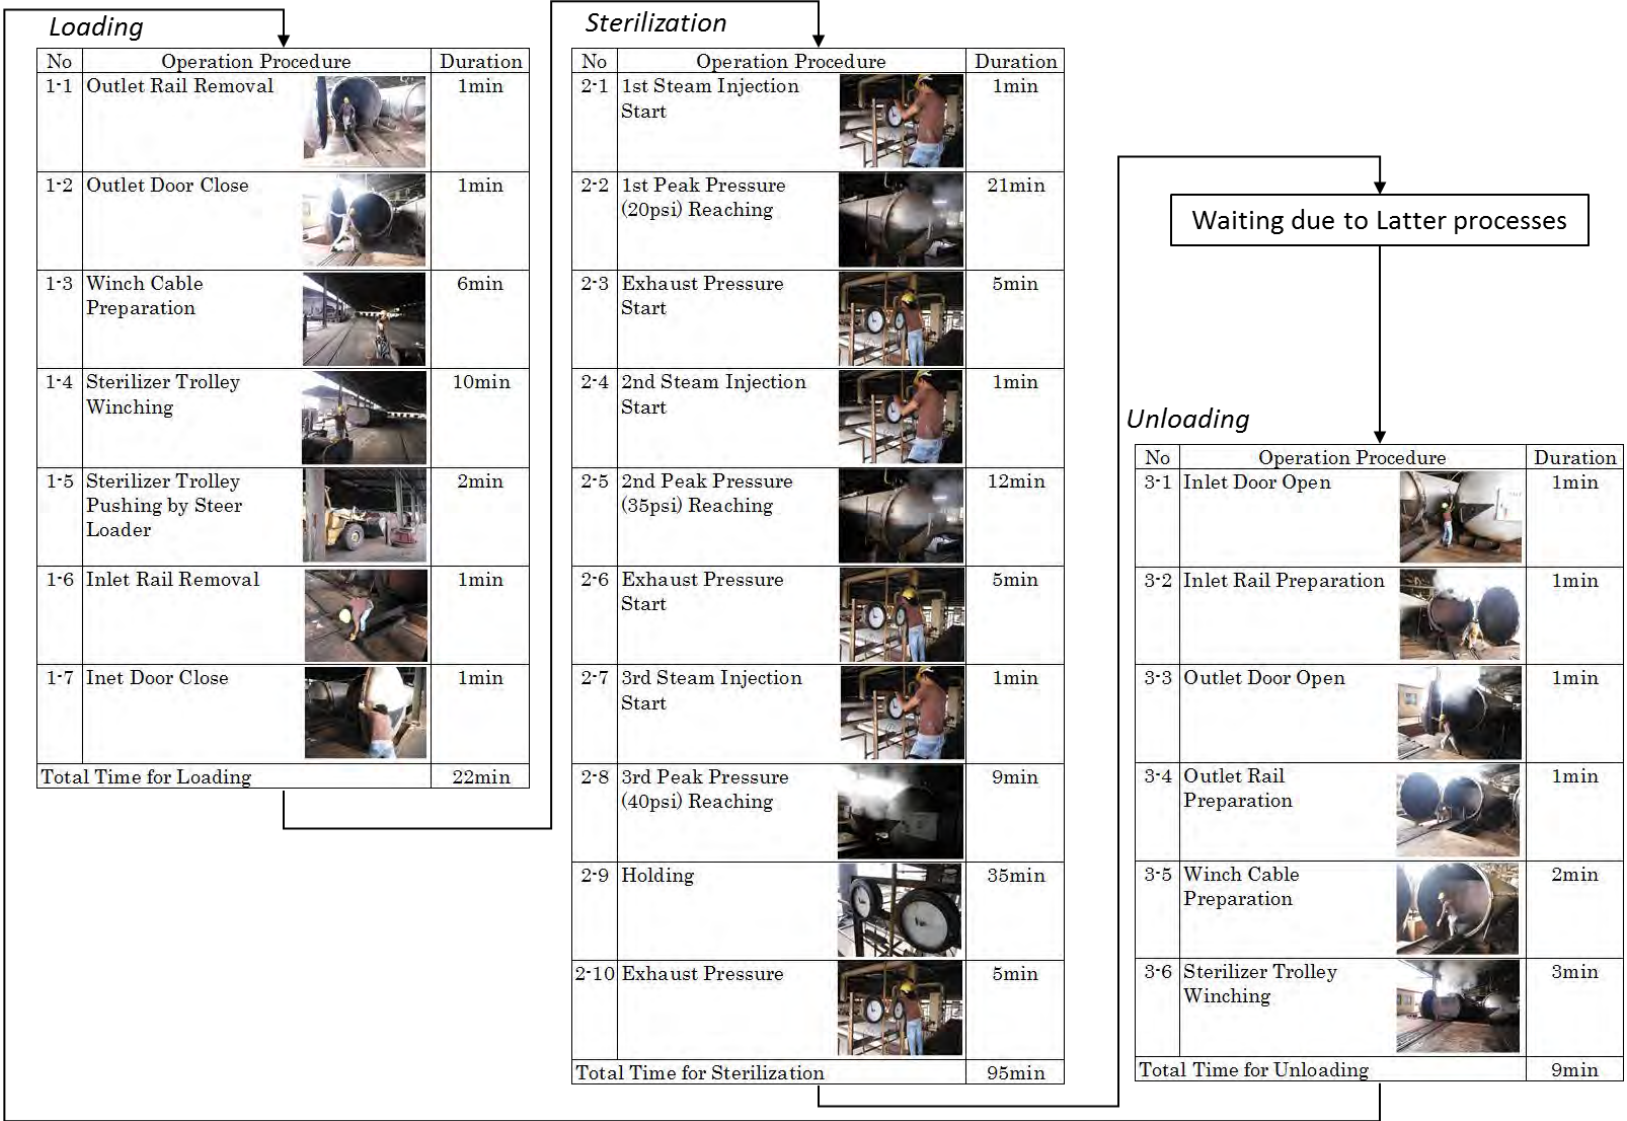 Loading
No Operation Procedure Duration
1-1 Outlet Rail Removal 1min
1-2 Outlet Door Close 1min
1-3 Winch Cable 6min
Preparation
1-4 Sterilizer Trolley 10min
Winching
1-5 Sterilizer Trolley 2min
Pushing by Steer
Loader
1-6 Inlet Rail Removal 1min
1-7 Inet Door Close 1min
Total Time for Loading 22min
Sterilization
No Operation Procedure Duration
2-1 1st Steam Injection 1min
Start
2-2 1st Peak Pressure 21min
(20psi) Reaching
2-3 Exhaust Pressure 5min
Start
2-4 2nd Steam Injection 1min
Start
2-5 2nd Peak Pressure 12min
(35psi) Reaching
2-6 Exhaust Pressure 5min
Start
2-7 3rd Steam Injection 1min
Start
2-8 3rd Peak Pressure 9min
(40psi) Reaching
2-9 Holding 35min
2-10 Exhaust Pressure 5min
Total Time for Sterilization 95min
Waiting due to Latter processes
Unloading
No Operation Procedure Duration
3-1 Inlet Door Open 1min
3-2 Inlet Rail Preparation 1min
3-3 Outlet Door Open 1min
3-4 Outlet Rail 1min
Preparation
3-5 Winch Cable 2min
Preparation
3-6 Sterilizer Trolley 3min
Winching
Total Time for Unloading 9min